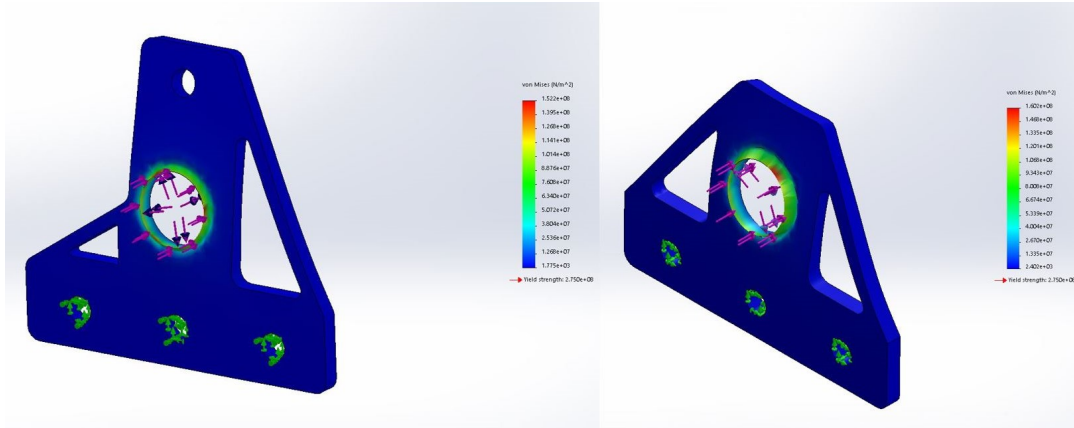 von Mises (N/m^2)
1.522e+08
1.395e+08
1.268e+08
1.141e+08
1.014e+08
8.876e+07
7.608e+07
6.340e+07
5.072e+07
3.804e+07
2.536e+07
1.268e+07
1.775e+03
Yield strength: 2.750e+08
von Mises (N/m^2)
1.602e+08
1.468e+08
1.335e+08
1.201e+08
1.068e+08
9.343e+07
8.008e+07
6.674e+07
5.339e+07
4.004e+07
2.670e+07
1.335e+07
2.402e+03
Yield strength: 2.750e+08